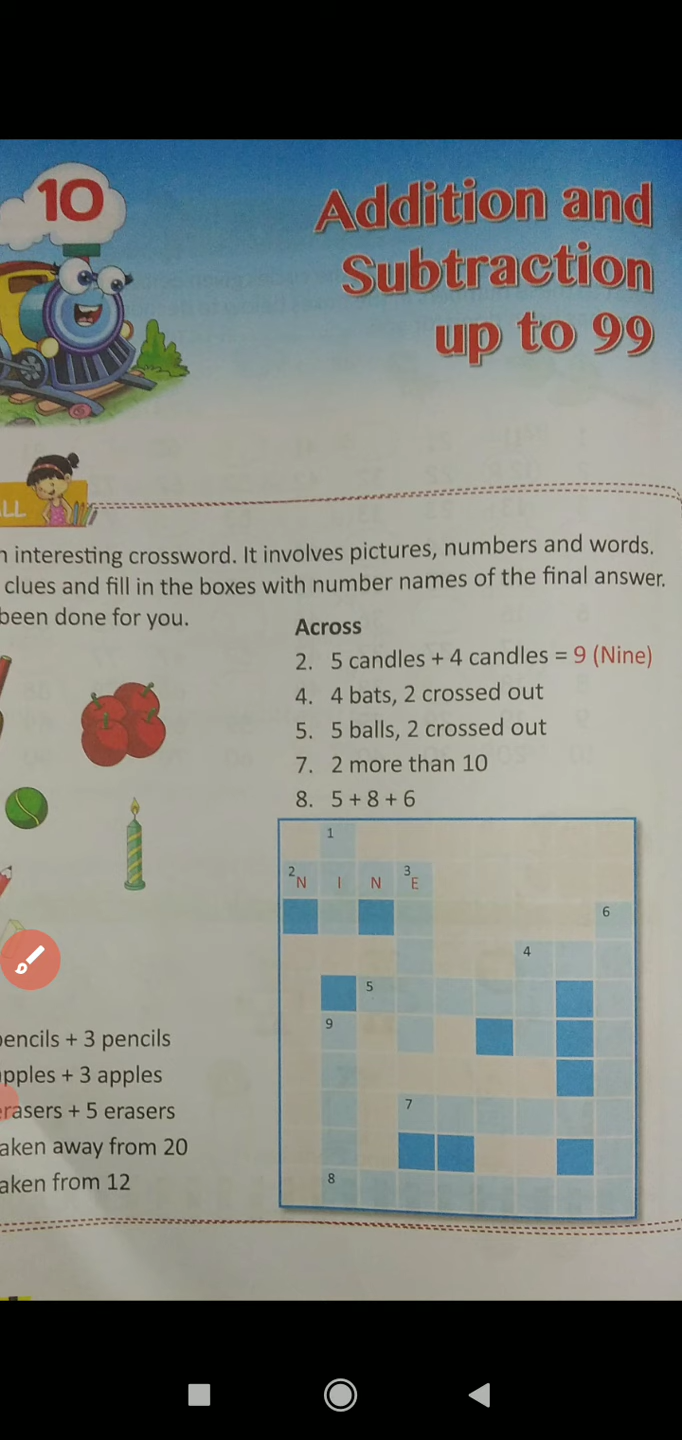 10
Addition and
Subtraction
up to 99
LL
interesting crossword. It involves pictures, numbers and words.
clues and fill in the boxes with number names of the final answer.
been done for you.
Across
2. 5 candles + 4 candles = 9 (Nine)
4. 4 bats, 2 crossed out
5. 5 balls, 2 crossed out
7. 2 more than 10
8. 5 + 8 + 6
1
2 N I N 3 E
6
4
5
9
7
8
encils + 3 pencils
pples + 3 apples
rasers + 5 erasers
aken away from 20
aken from 12